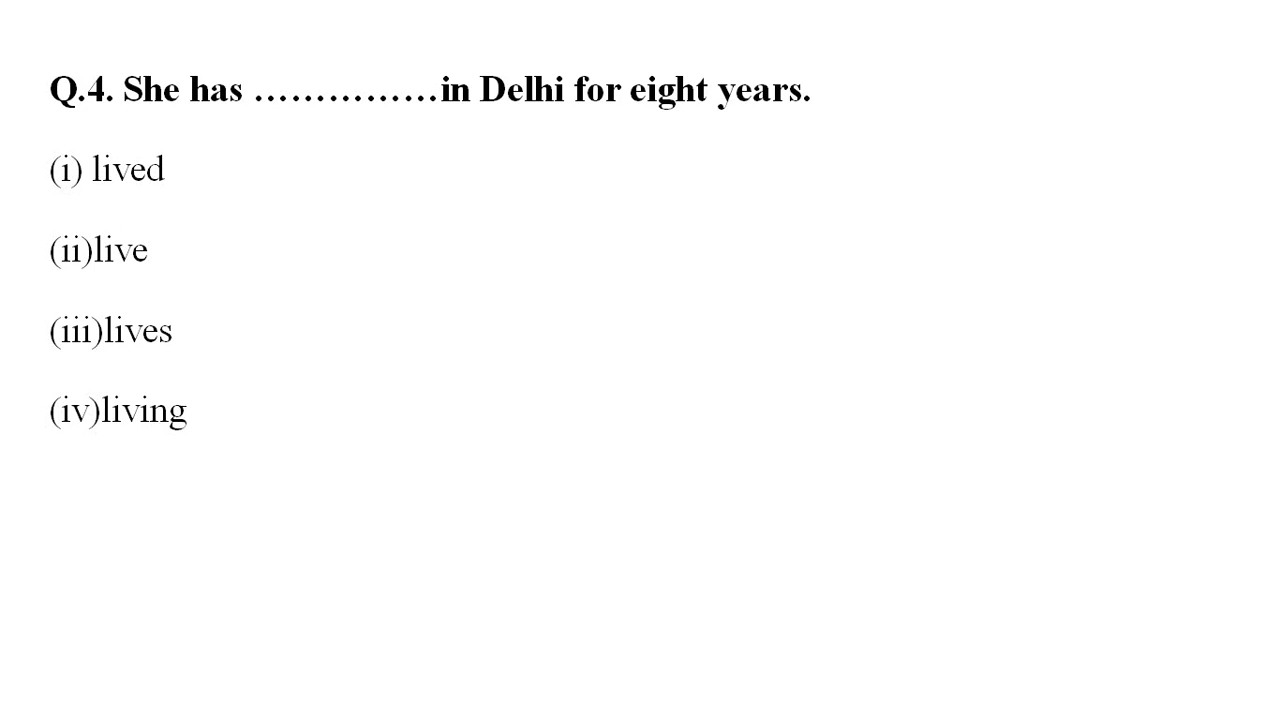 Q.4. She has ……………in Delhi for eight years.
(i) lived
(ii)live
(iii)lives
(iv)living